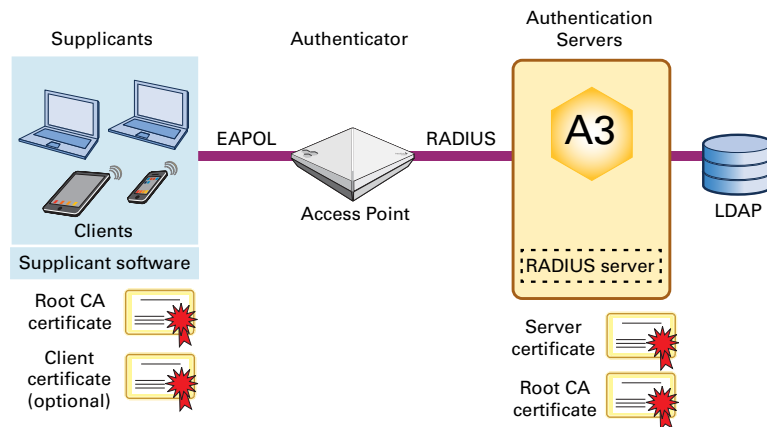 Supplicants
Authenticator
Authentication
Servers
EAPOL
RADIUS
A3
Access Point
LDAP
Clients
Supplicant software
RADIUS server
Root CA
certificate
Client
certificate
(optional)
Server
certificate
Root CA
certificate